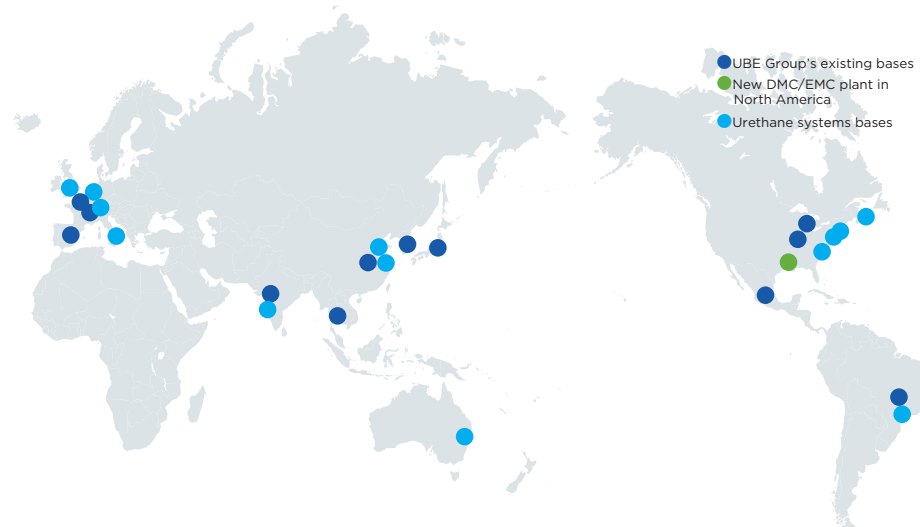 UBE Group's existing bases
New DMC/EMC plant in
North America
Urethane systems bases